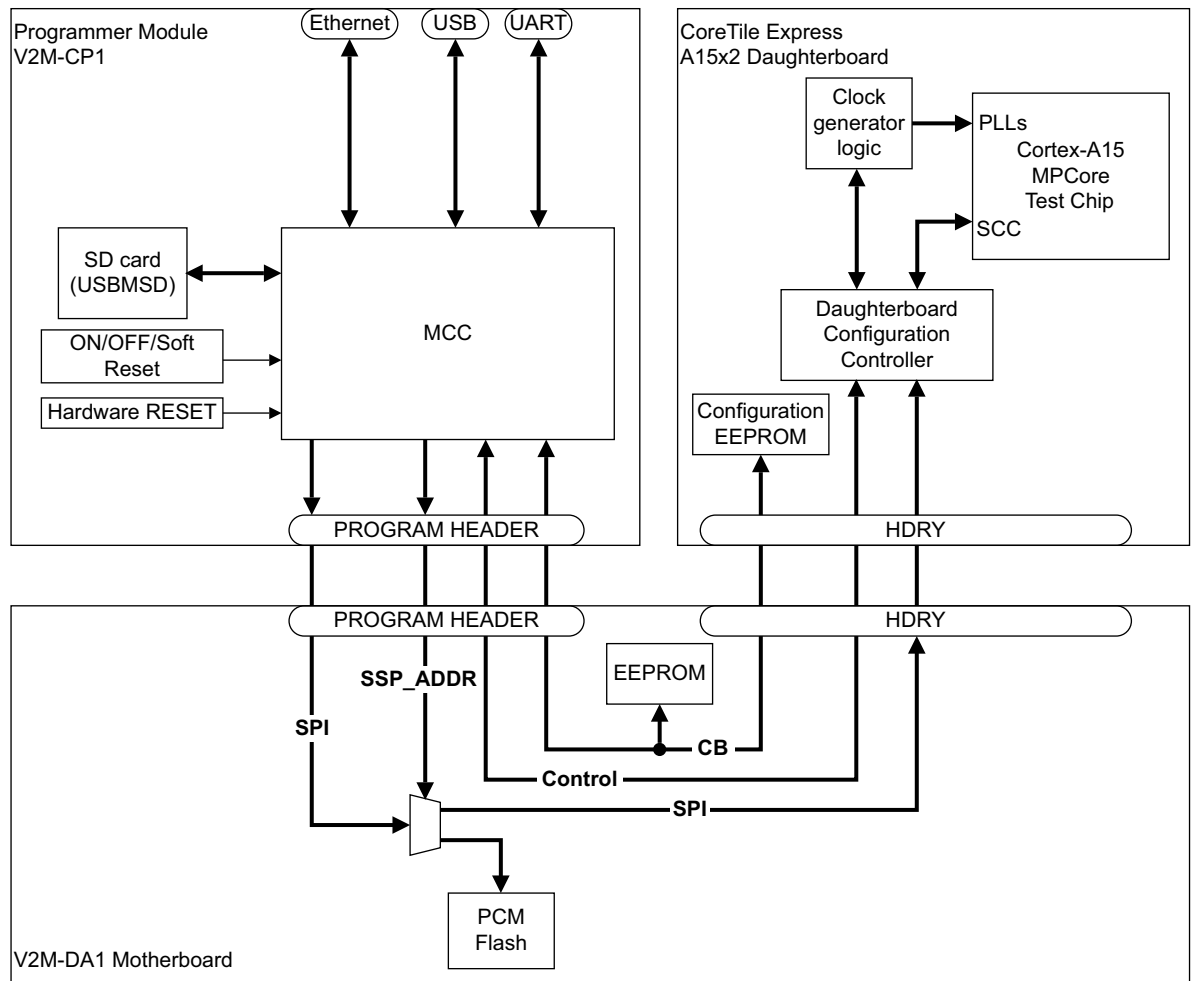 Programmer Module
V2M-CP1
Ethernet
USB
UART
SD card
(USBMSD)
ON/OFF/Soft
Reset
Hardware RESET
MCC
PROGRAM HEADER
CoreTile Express
A15x2 Daughterboard
Clock
generator
logic
PLLs
Cortex-A15
MPCore
Test Chip
SCC
Daughterboard
Configuration
Controller
Configuration
EEPROM
HDRY
PROGRAM HEADER
HDRY
SSP_ADDR
EEPROM
SPI
CB
Control
SPI
PCM
Flash
V2M-DA1 Motherboard